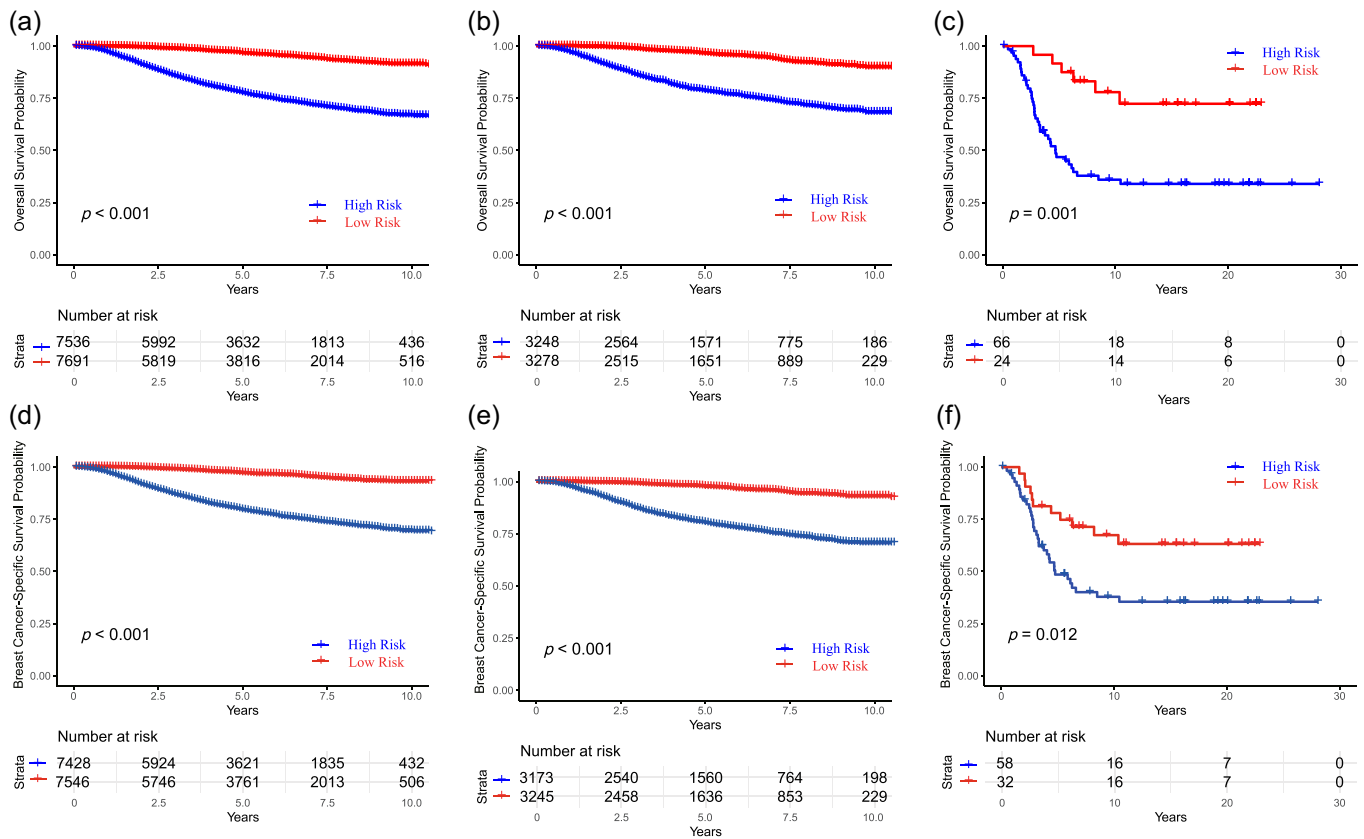 (a)
Oversall Survival Probability
1.00
0.75
0.50
0.25
0.00
p < 0.001
High Risk
Low Risk
0 2.5 5.0 7.5 10.0
Years
Number at risk
Strata
7536 5992 3632 1813 436
7691 5819 3816 2014 516
0 2.5 5.0 7.5 10.0
Years
(b)
Oversall Survival Probability
1.00
0.75
0.50
0.25
0.00
p < 0.001
High Risk
Low Risk
0 2.5 5.0 7.5 10.0
Years
Number at risk
Strata
3248 2564 1571 775 186
3278 2515 1651 889 229
0 2.5 5.0 7.5 10.0
Years
(c)
Oversall Survival Probability
1.00
0.75
0.50
0.25
0.00
High Risk
Low Risk
p = 0.001
0 10 20 30
Years
Number at risk
Strata
66 18 8 0
24 14 6 0
0 10 20 30
Years
(d)
Breast Cancer-Specific Survival Probability
1.00
0.75
0.50
0.25
0.00
p < 0.001
High Risk
Low Risk
0 2.5 5.0 7.5 10.0
Years
Number at risk
Strata
7428 5924 3621 1835 432
7546 5746 3761 2013 506
0 2.5 5.0 7.5 10.0
Years
(e)
Breast Cancer-Specific Survival Probability
1.00
0.75
0.50
0.25
0.00
p < 0.001
High Risk
Low Risk
0 2.5 5.0 7.5 10.0
Years
Number at risk
Strata
3173 2540 1560 764 198
3245 2458 1636 853 229
0 2.5 5.0 7.5 10.0
Years
(f)
Breast Cancer-Specific Survival Probability
1.00
0.75
0.50
0.25
0.00
High Risk
Low Risk
p = 0.012
0 10 20 30
Years
Number at risk
Strata
58 16 7 0
32 16 7 0
0 10 20 30
Years